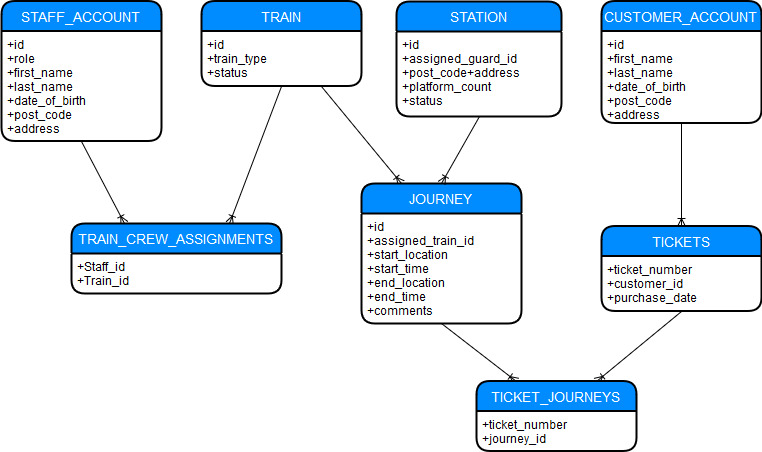 STAFF_ACCOUNT
+id
+role
+first_name
+last_name
+date_of_birth
+post_code
+address
TRAIN
+id
+train_type
+status
STATION
+id
+assigned_guard_id
+post_code+address
+platform_count
+status
CUSTOMER_ACCOUNT
+id
+first_name
+last_name
+date_of_birth
+post_code
+address
TRAIN_CREW_ASSIGNMENTS
+Staff_id
+Train_id
JOURNEY
+id
+assigned_train_id
+start_location
+start_time
+end_location
+end_time
+comments
TICKETS
+ticket_number
+customer_id
+purchase_date
TICKET_JOURNEYS
+ticket_number
+journey_id